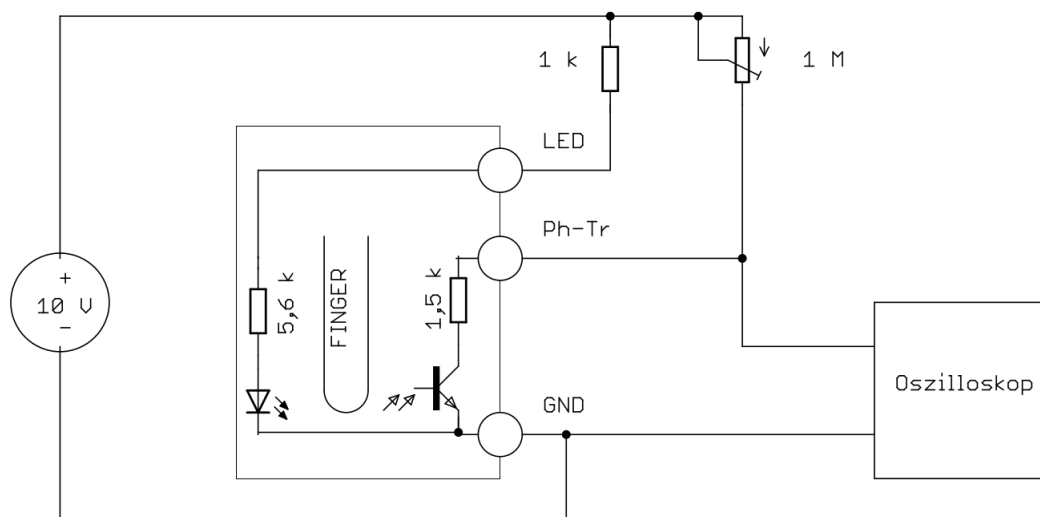 1 k
1 M
LED
Ph-Tr
+
10 V
−
5,6 k
FINGER
1,5 k
Oszilloskop
GND